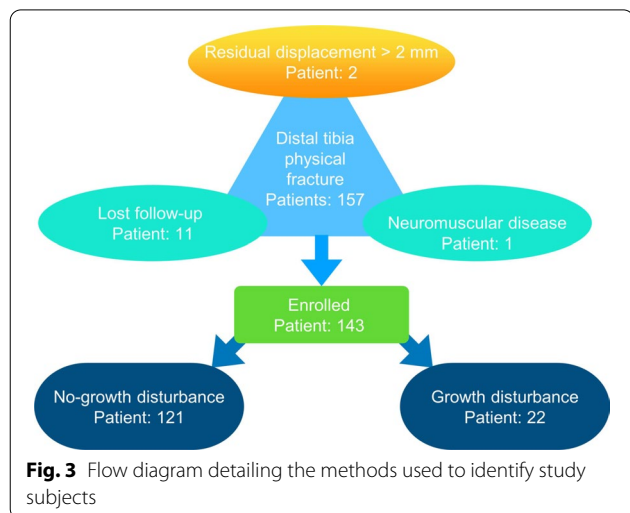 Residual displacement > 2 mm
Patient: 2
Distal tibia
physical
fracture
Patients: 157
Lost follow-up
Patient: 11
Neuromuscular disease
Patient: 1
Enrolled
Patient: 143
No-growth disturbance
Patient: 121
Growth disturbance
Patient: 22
Fig. 3 Flow diagram detailing the methods used to identify study
subjects